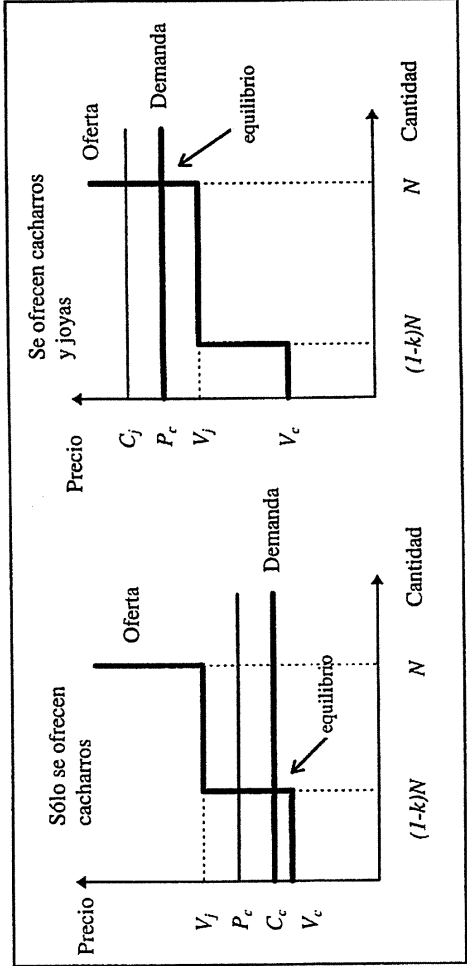 Sólo se ofrecen
cacharros
Precio
Oferta
V_j
P_c
C_c
V_c
Demanda
equilibrio
(1-k)N
N
Cantidad
Se ofrecen cacharros
y joyas
Precio
Oferta
C_j
P_c
V_j
V_c
Demanda
equilibrio
(1-k)N
N
Cantidad